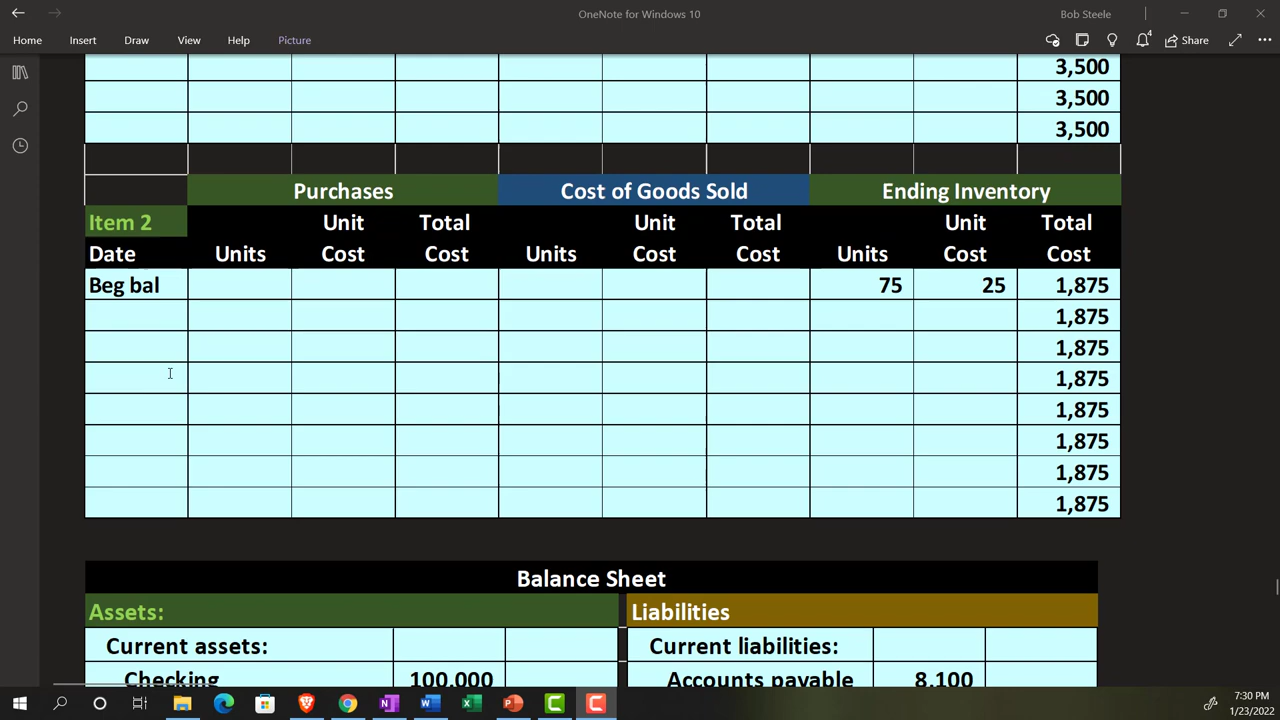 OneNote for Windows 10
Bob Steele
Home Insert Draw View Help Picture
4 Share
3,500
3,500
3,500
Purchases Cost of Goods Sold Ending Inventory
Item 2 Unit Total Unit Total Unit Total
Date Units Cost Cost Units Cost Cost Units Cost Cost
Beg bal 75 25 1,875
1,875
1,875
1,875
1,875
1,875
1,875
1,875
Balance Sheet
Assets: Liabilities
Current assets: Current liabilities:
Checking 100,000 Accounts payable 8,100
7:30 PM
1/23/2022